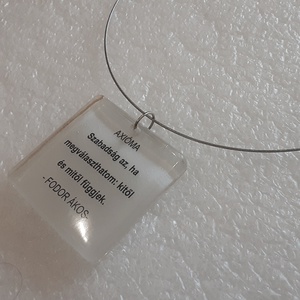 AXIÓMA
Szabadság az, ha
megválaszthatom: kitől
és mitől függjek.
-FODOR ÁKOS-